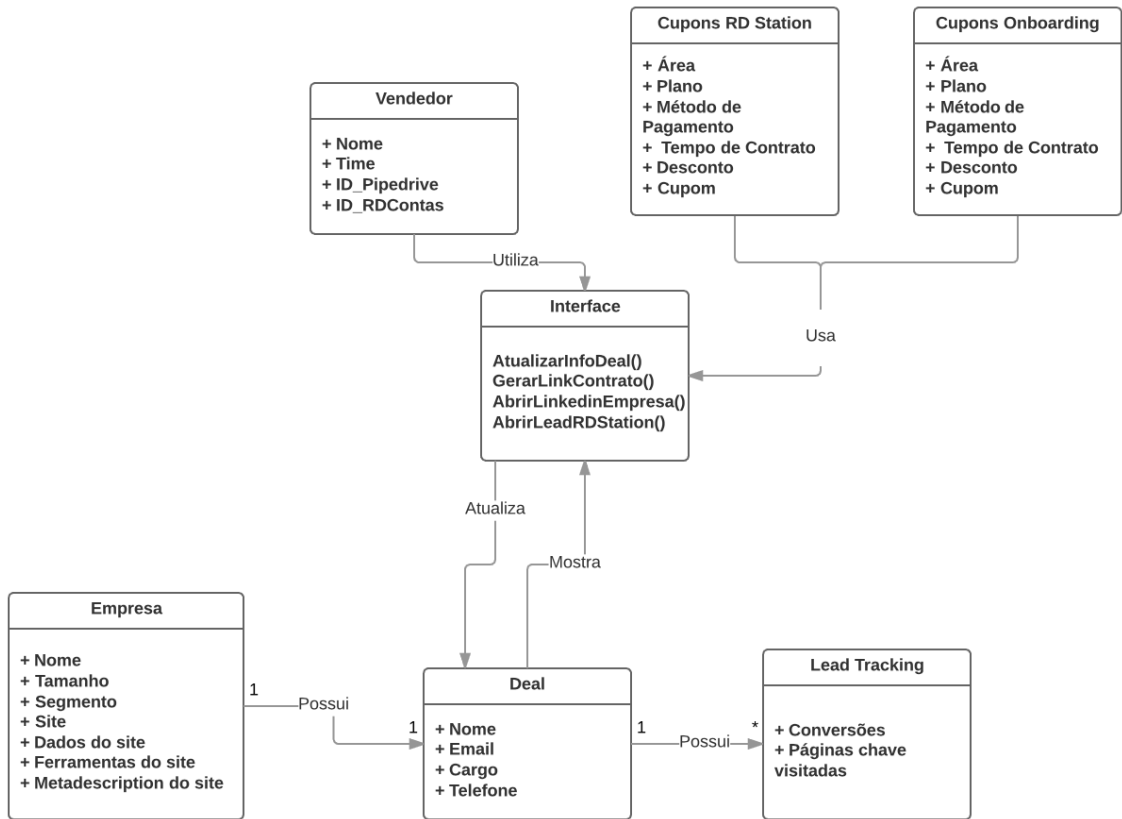 Cupons RD Station
+ Área
+ Plano
+ Método de
Pagamento
+ Tempo de Contrato
+ Desconto
+ Cupom
Cupons Onboarding
+ Área
+ Plano
+ Método de
Pagamento
+ Tempo de Contrato
+ Desconto
+ Cupom
Vendedor
+ Nome
+ Time
+ ID_Pipedrive
+ ID_RDContas
Utiliza
Interface
AtualizarInfoDeal()
GerarLinkContrato()
AbrirLinkedinEmpresa()
AbrirLeadRDStation()
Usa
Atualiza
Mostra
Empresa
+ Nome
+ Tamanho
+ Segmento
+ Site
+ Dados do site
+ Ferramentas do site
+ Metadescription do site
1
Possui
1
Deal
+ Nome
+ Email
+ Cargo
+ Telefone
1
Possui
*
Lead Tracking
+ Conversões
+ Páginas chave
visitadas